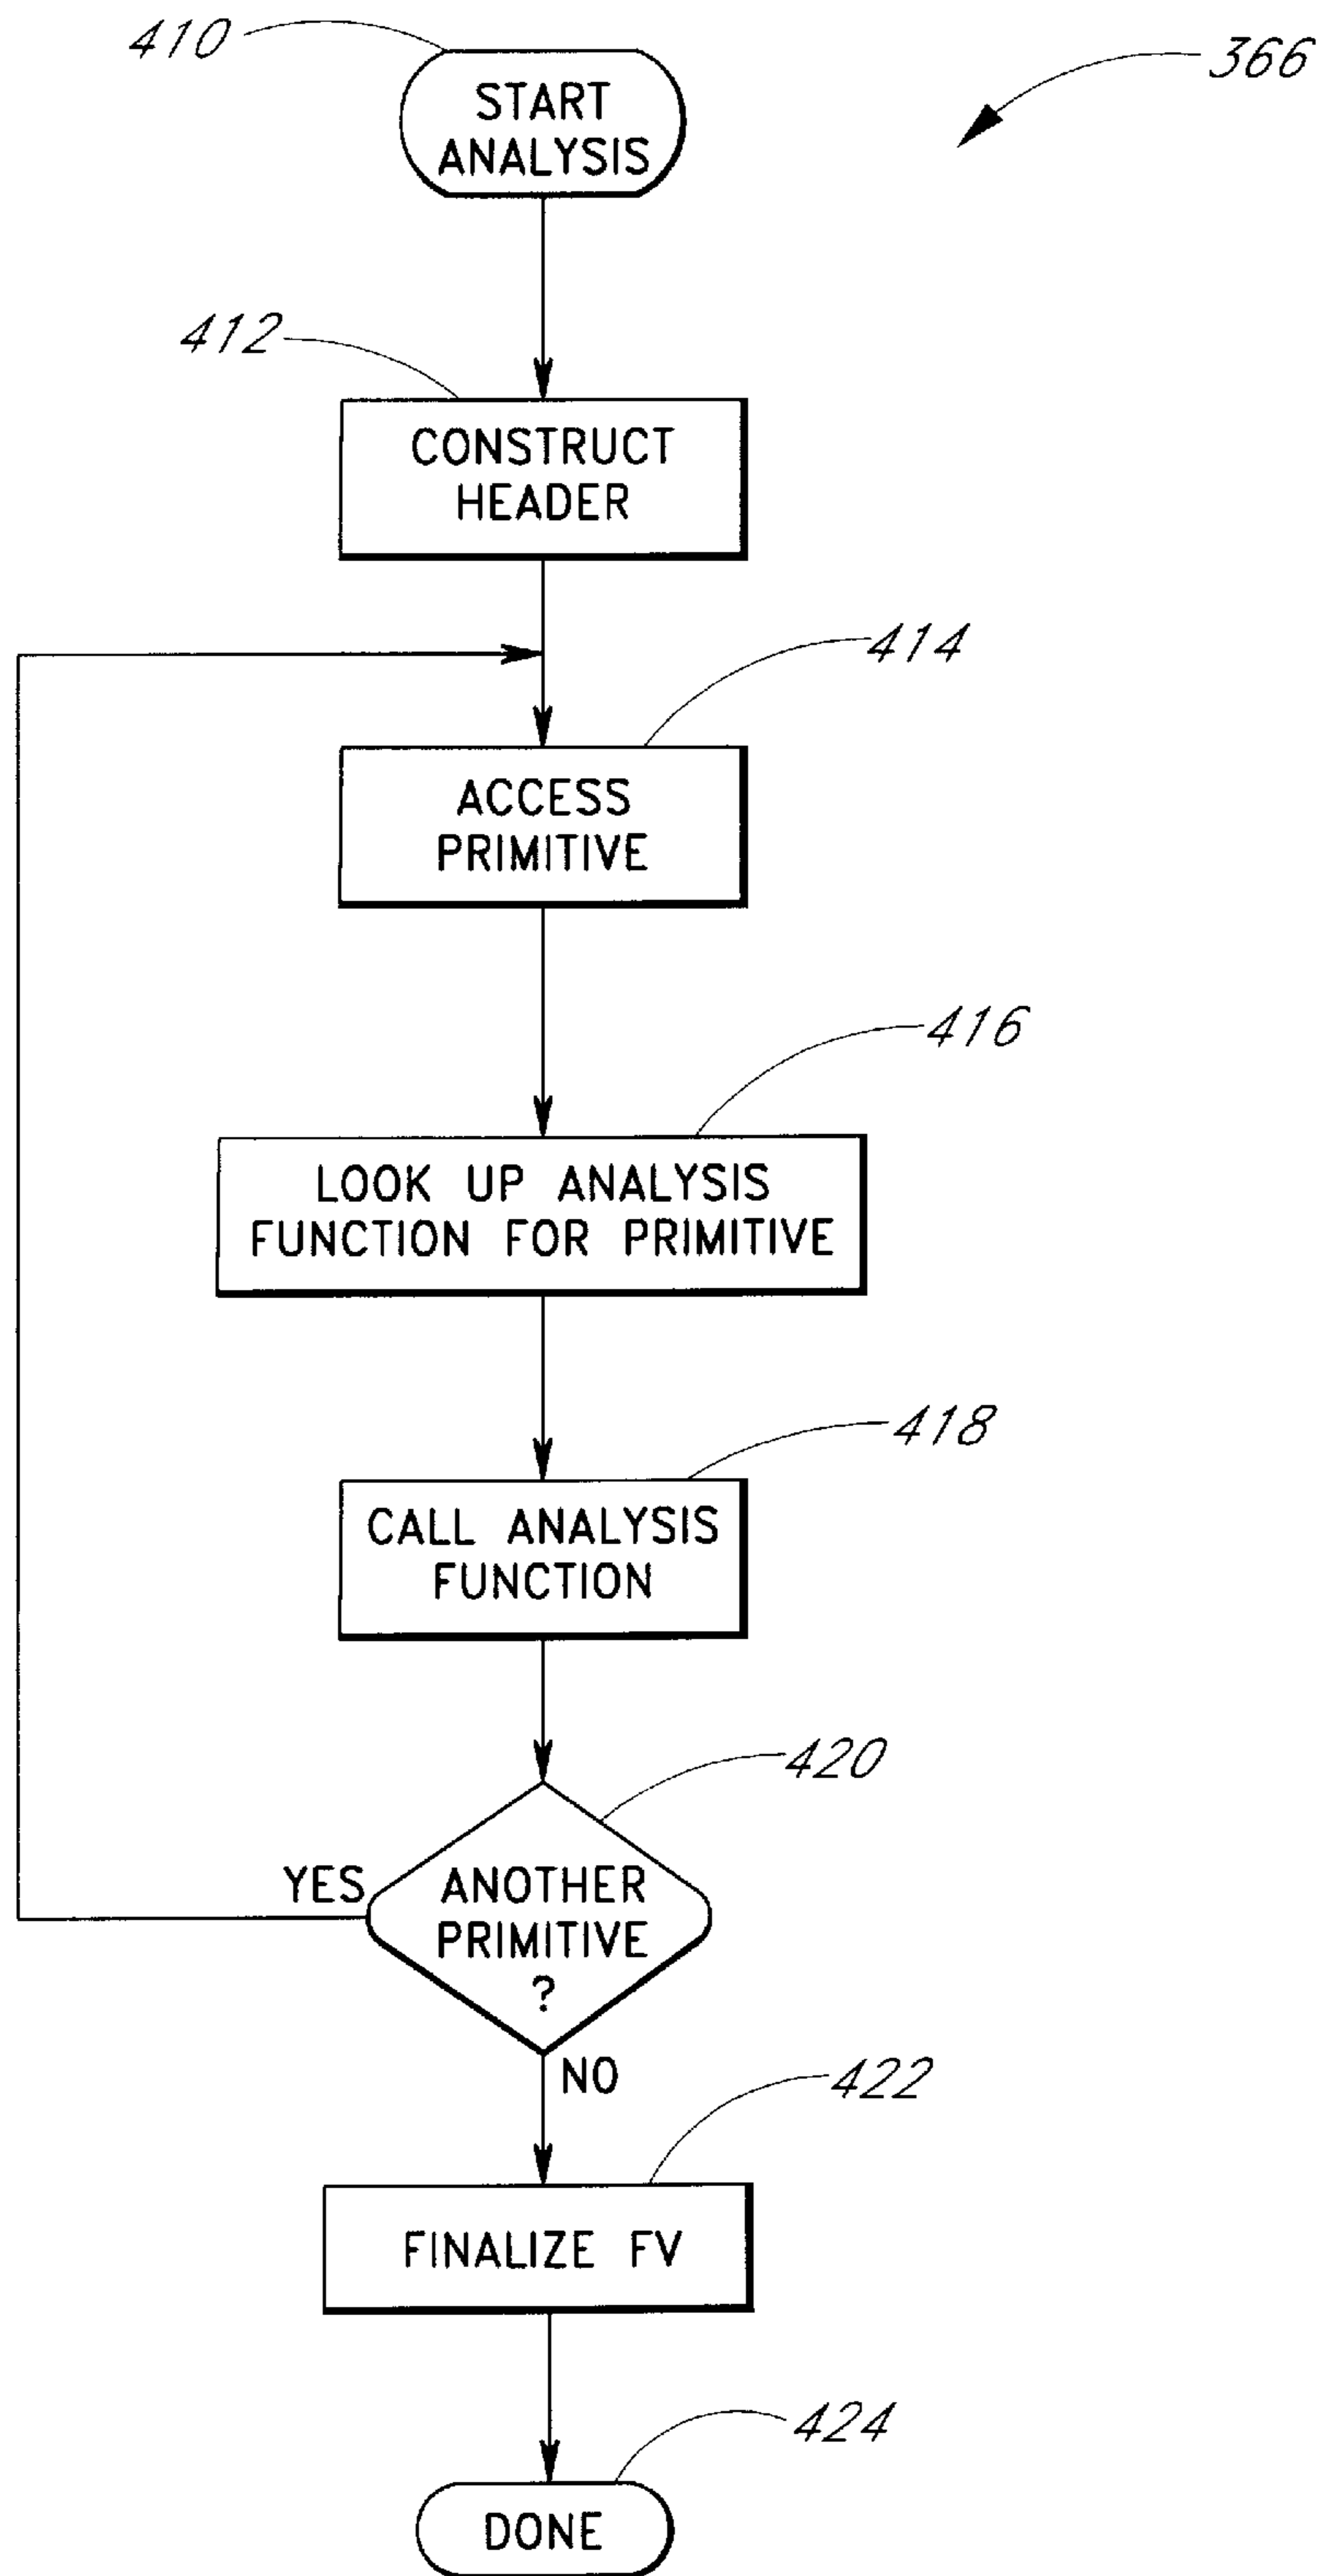 410
START
ANALYSIS
366
412
CONSTRUCT
HEADER
414
ACCESS
PRIMITIVE
416
LOOK UP ANALYSIS
FUNCTION FOR PRIMITIVE
418
CALL ANALYSIS
FUNCTION
420
YES
ANOTHER
PRIMITIVE
?
NO
422
FINALIZE FV
424
DONE